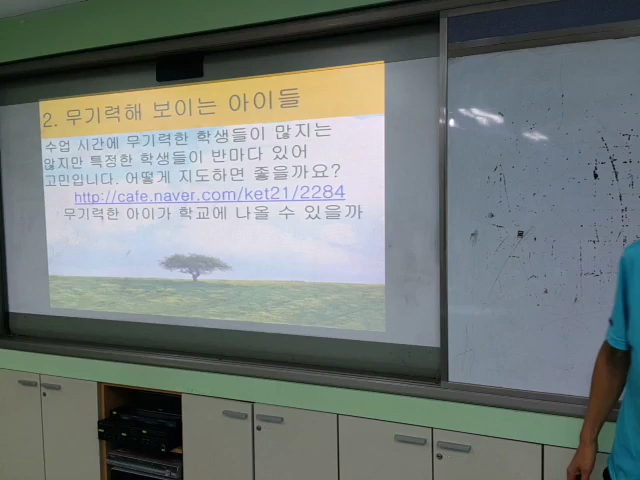 2. 무기력해 보이는 아이들
수업 시간에 무기력한 학생들이 많지는
않지만 특정한 학생들이 반마다 있어
고민입니다. 어떻게 지도하면 좋을까요?
http://cafe.naver.com/ket21/2284
무기력한 아이가 학교에 나올 수 있을까